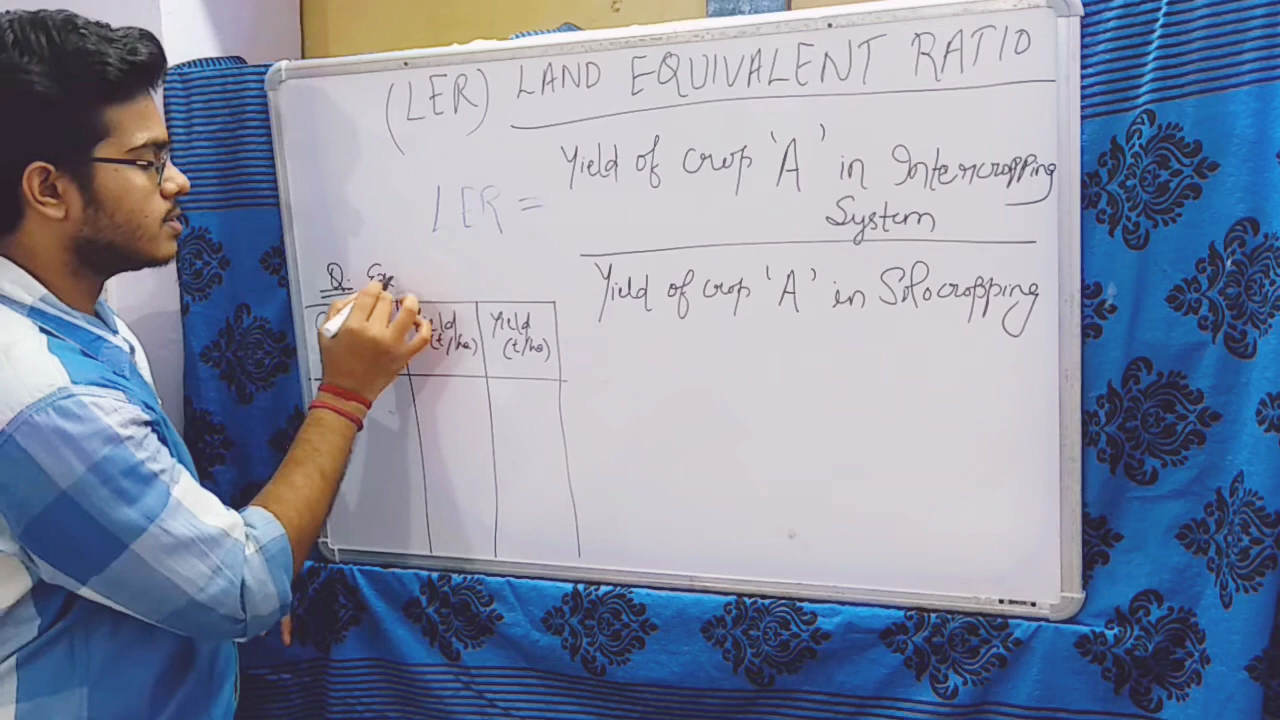 (LER) LAND EQUIVALENT RATIO
LER =
Yield of crop 'A' in Intercropping
System
Yield of crop 'A' in Solocropping
Q. Exp
(t/ha)
Yield
(t/ha)